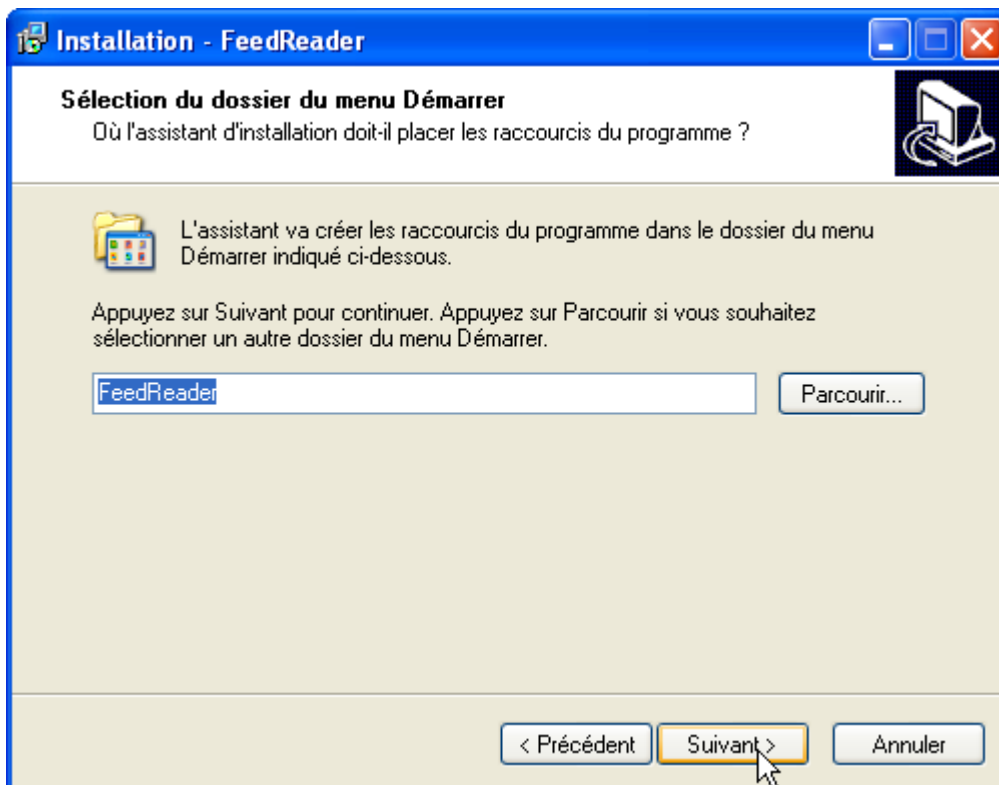 Installation - FeedReader
Sélection du dossier du menu Démarrer
Où l'assistant d'installation doit-il placer les raccourcis du programme ?
L'assistant va créer les raccourcis du programme dans le dossier du menu
Démarrer indiqué ci-dessous.
Appuyez sur Suivant pour continuer. Appuyez sur Parcourir si vous souhaitez
sélectionner un autre dossier du menu Démarrer.
FeedReader
Parcourir...
< Précédent
Suivant >
Annuler